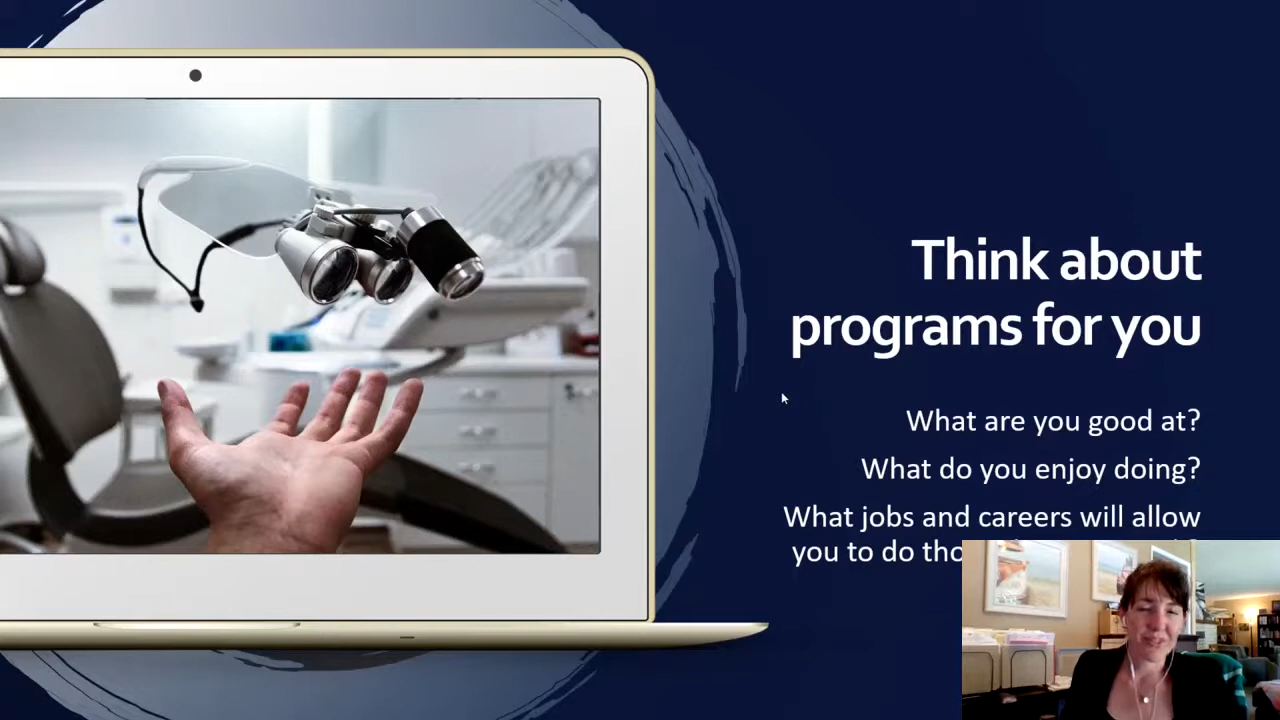 Think about
programs for you
What are you good at?
What do you enjoy doing?
What jobs and careers will allow
you to do